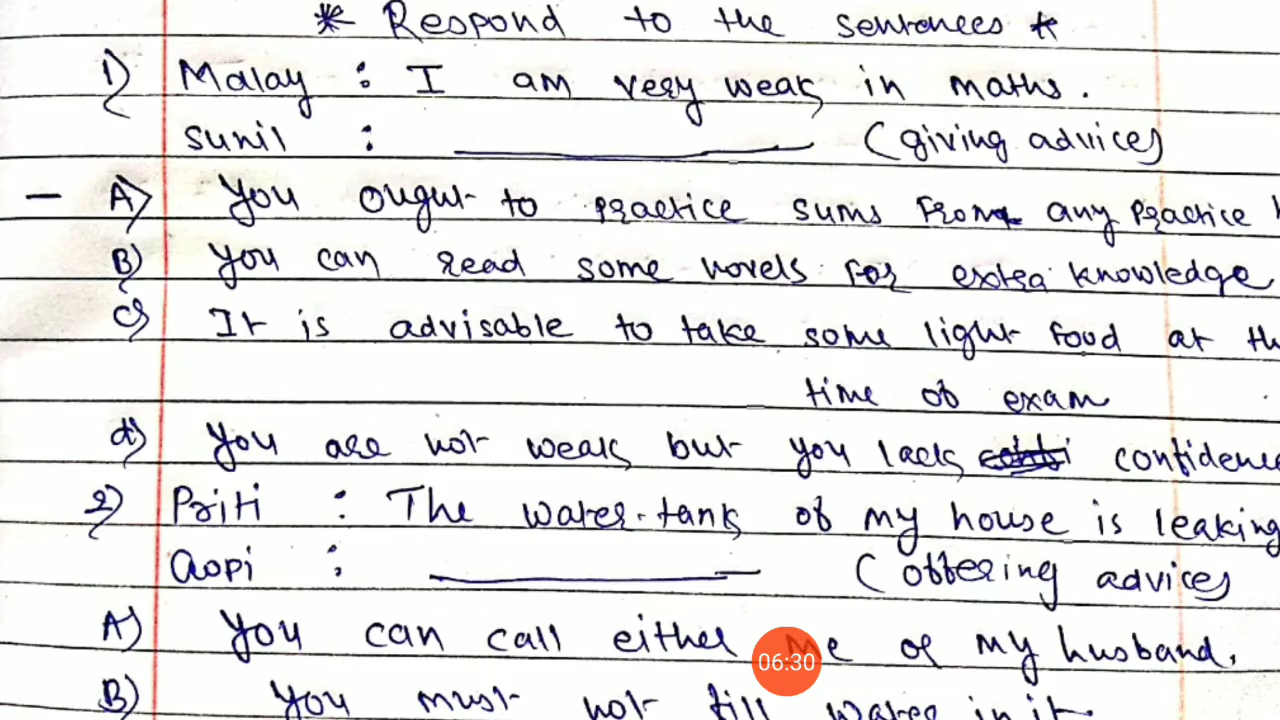 * Respond to the sentences *
1) Malay : I am very weak in maths.
Sunil : (giving advice)
- A) You ought to practice sums from any practice
B) You can read some novels for extra knowledge
C) It is advisable to take some light food at th
time of exam
d) You are not weak but you lack confidence
2) Priti : The water-tank of my house is leaking
Gopi : (offering advice)
A) You can call either me or my husband.
06:30
B) You must not fill water in it